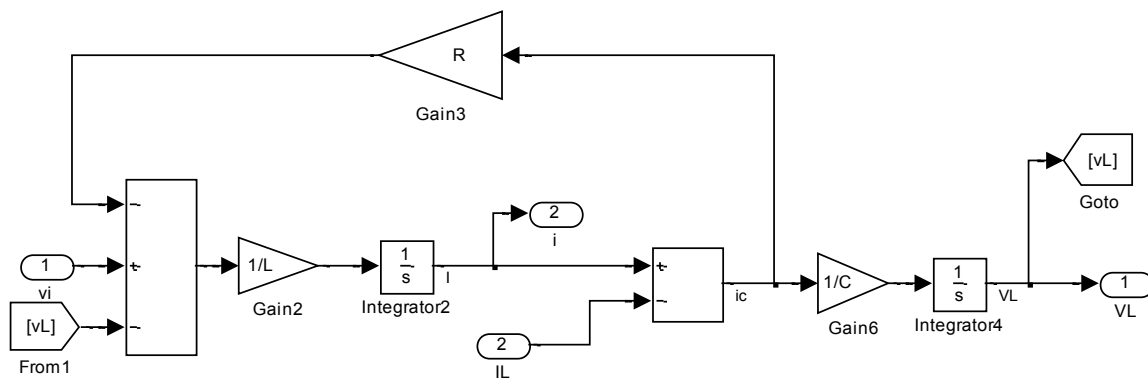 R
Gain3
[vL]
Goto
−
2
i
1
vi
+
1/L
Gain2
1
s
Integrator2
I
+
−
ic
1/C
Gain6
1
s
Integrator4
VL
1
VL
[vL]
From1
−
2
IL